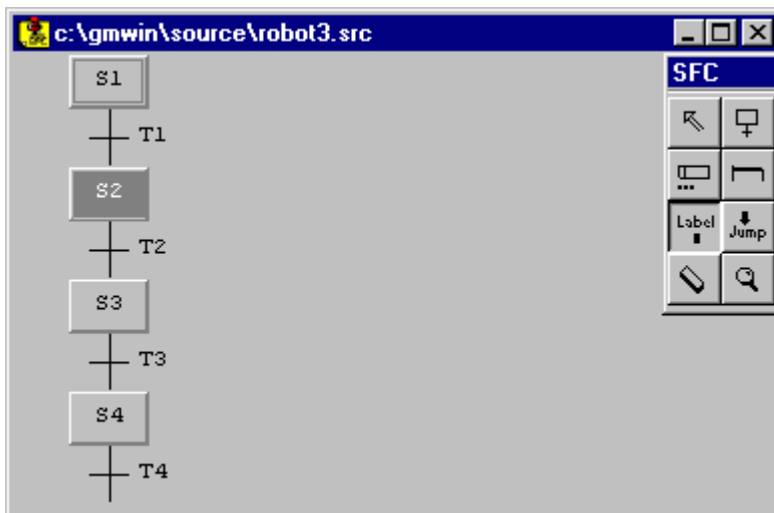 c:\gmwin\source\robot3.src
S1
T1
S2
T2
S3
T3
S4
T4
SFC
Label
Jump